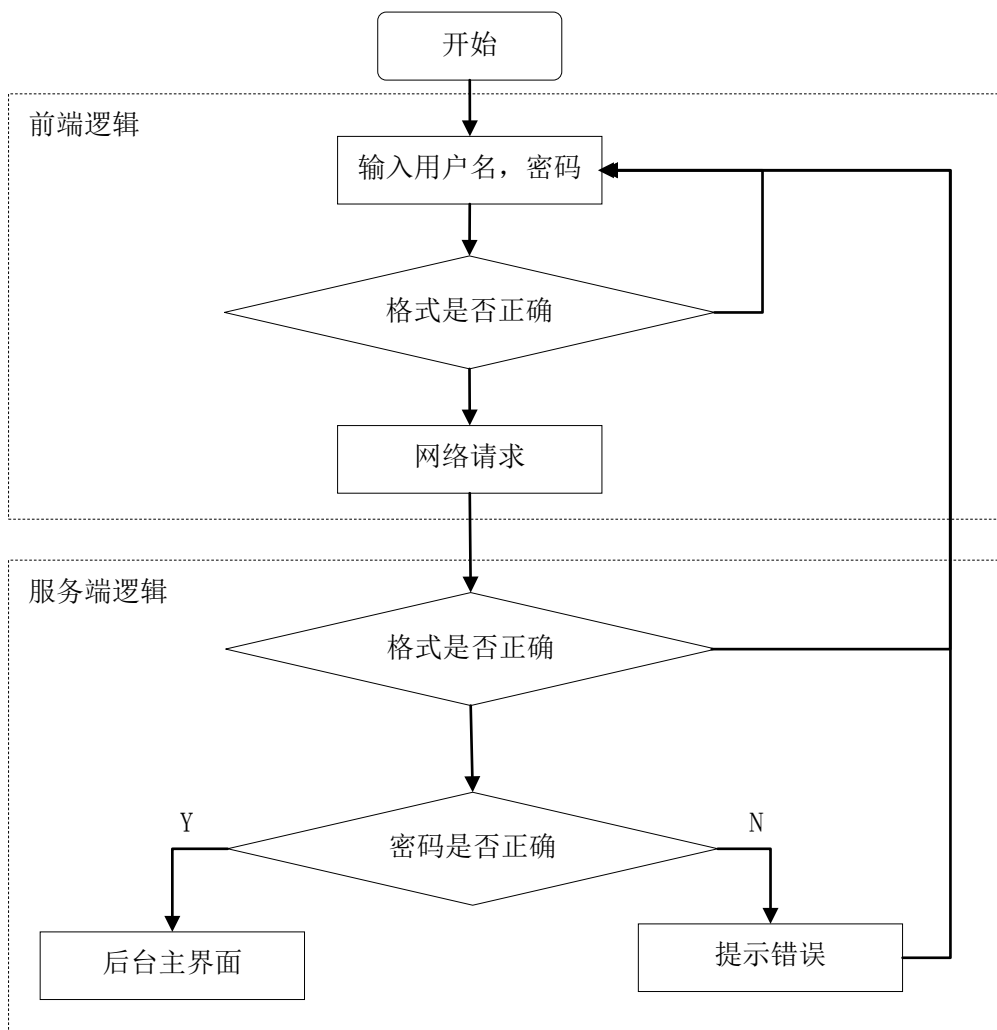 开始
前端逻辑
输入用户名，密码
格式是否正确
网络请求
服务端逻辑
格式是否正确
密码是否正确
Y
N
后台主界面
提示错误